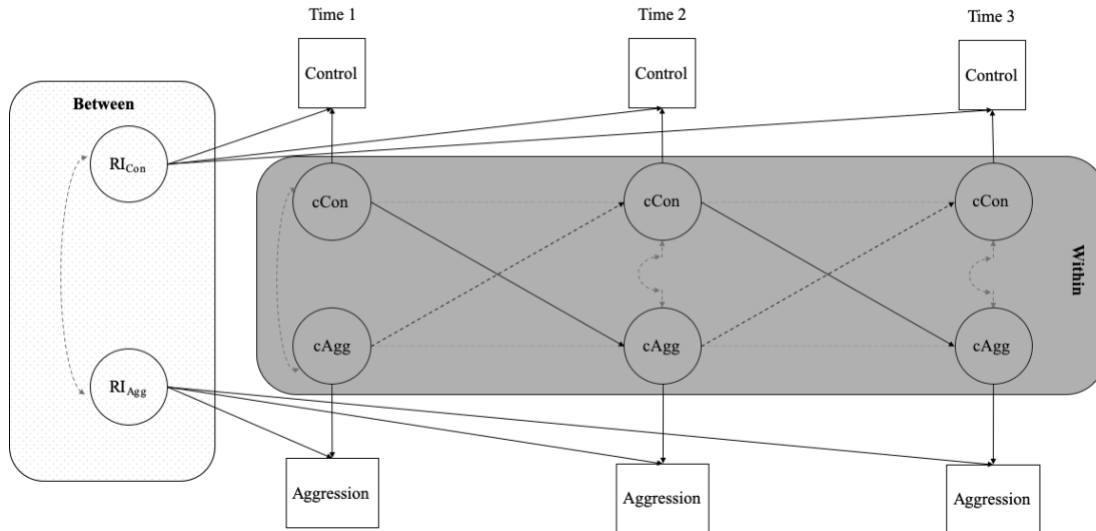 Time 1
Time 2
Time 3
Control
Control
Control
Between
RICon
cCon
cCon
cCon
Within
cAgg
cAgg
cAgg
RIAgg
Aggression
Aggression
Aggression